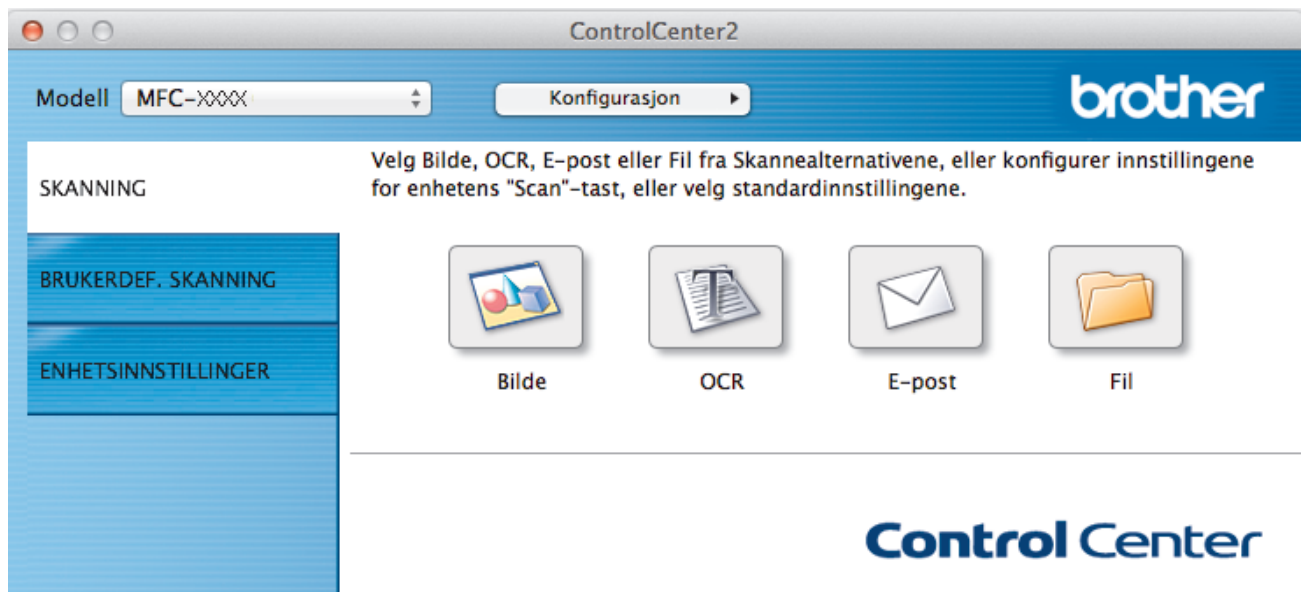 ControlCenter2
Modell MFC-XXXX Konfigurasjon
brother
Velg Bilde, OCR, E-post eller Fil fra Skannealternativene, eller konfigurer innstillingene
for enhetens "Scan"-tast, eller velg standardinnstillingene.
SKANNING
BRUKERDEF. SKANNING
ENHETSINNSTILLINGER
Bilde OCR E-post Fil
Control Center